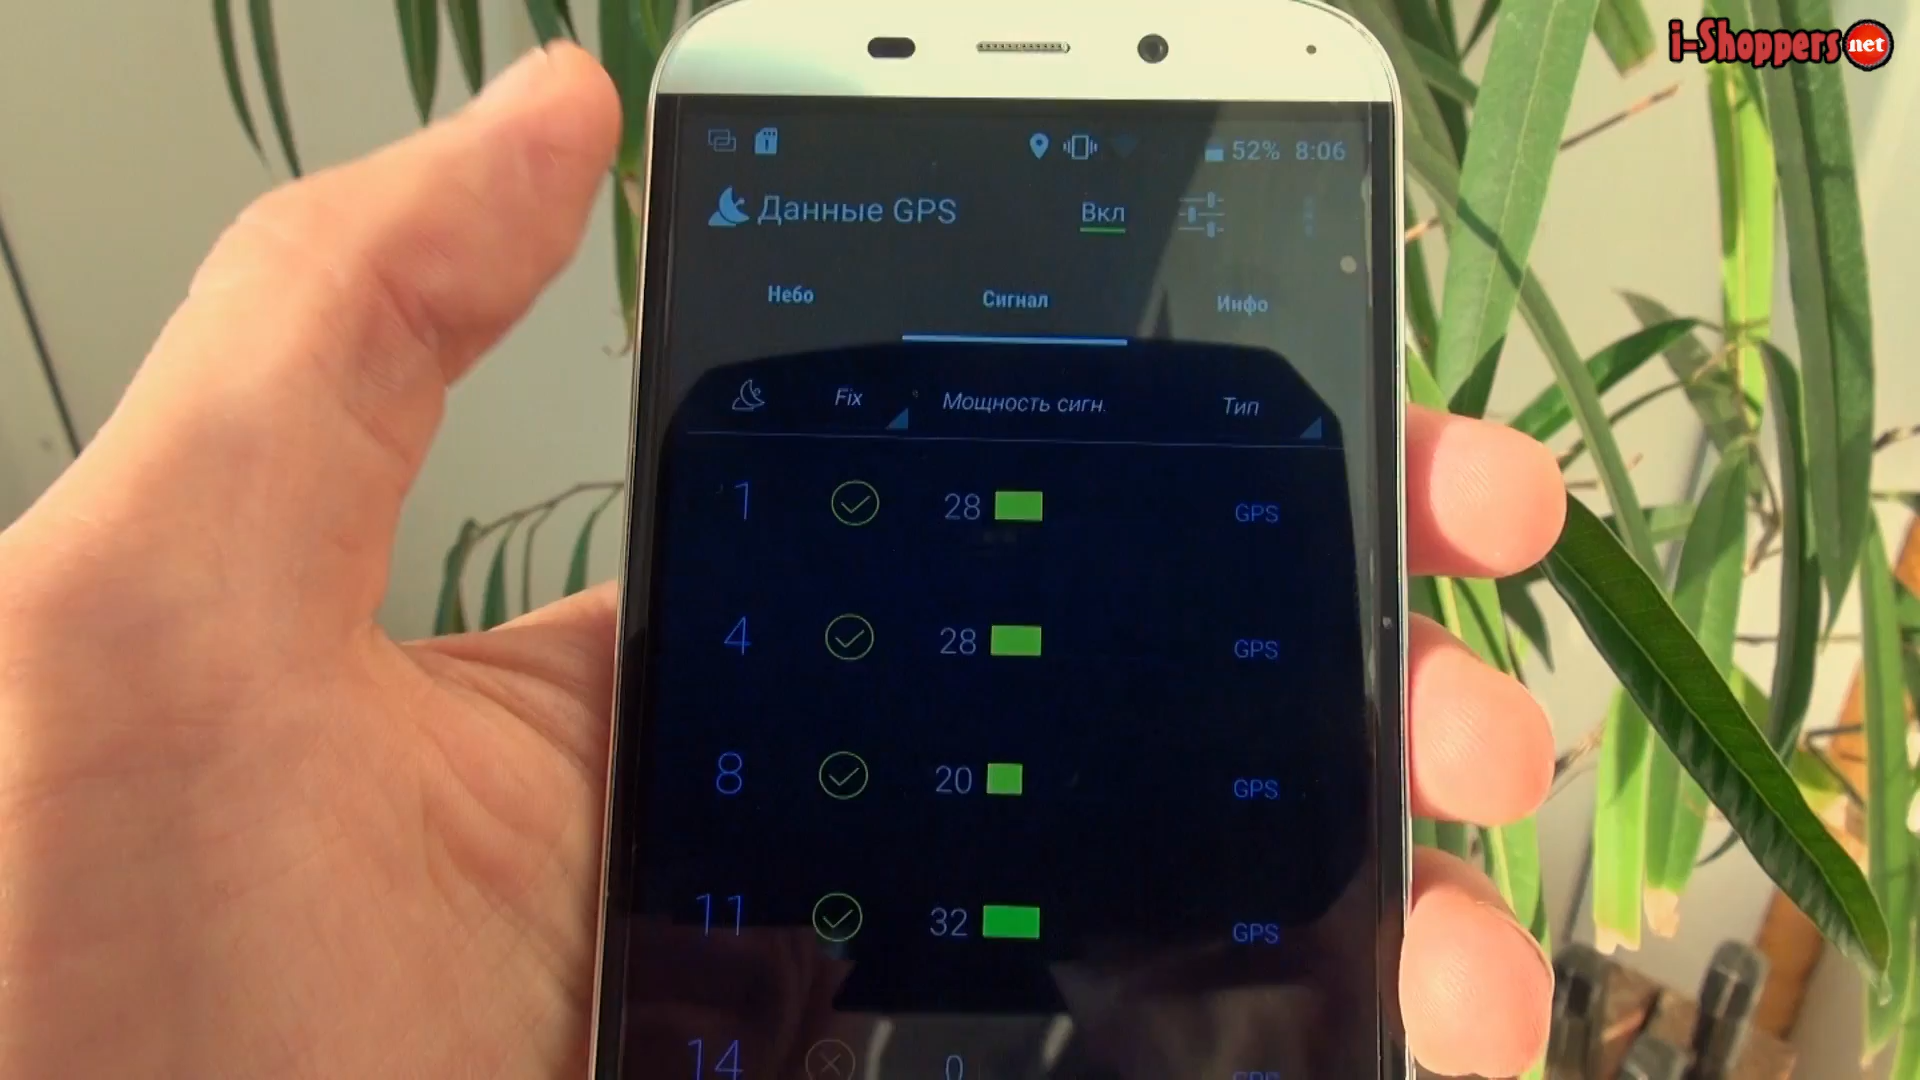 i-Shoppers net
52% 8:06
Данные GPS Вкл
Небо Сигнал Инфо
Fix Мощность сигн. Тип
1 28 GPS
4 28 GPS
8 20 GPS
11 32 GPS
14 0 GPS